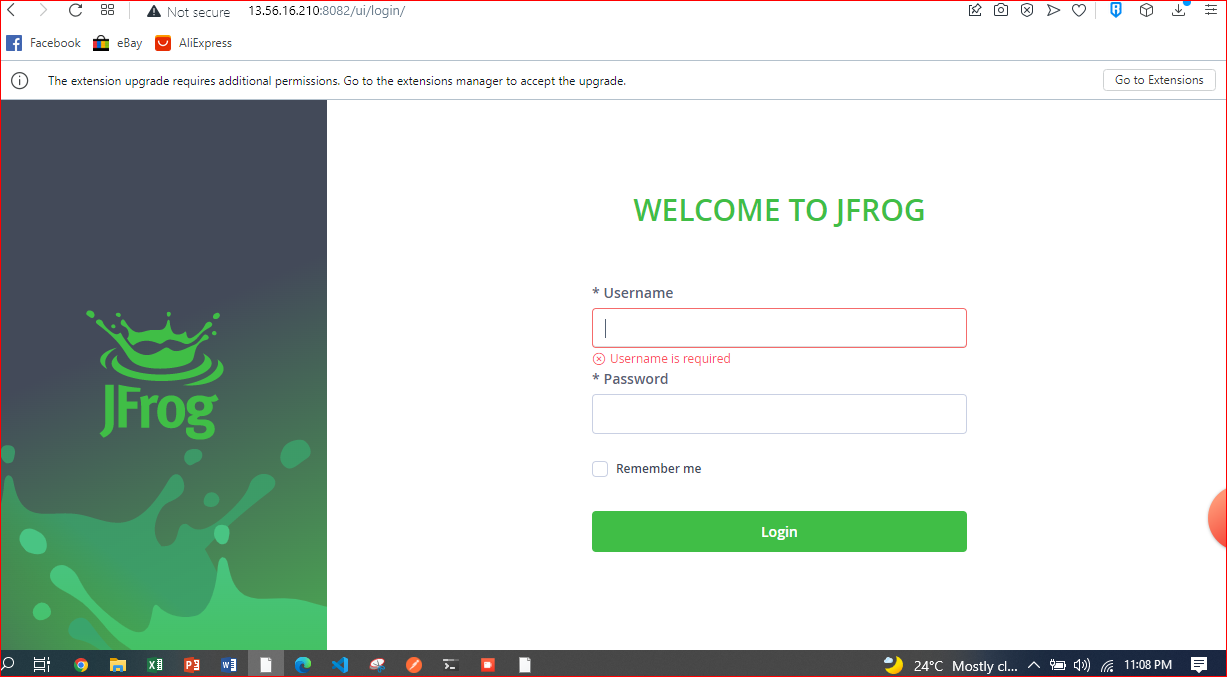 Not secure 13.56.16.210:8082/ui/login/
Facebook eBay AliExpress
The extension upgrade requires additional permissions. Go to the extensions manager to accept the upgrade. Go to Extensions
WELCOME TO JFROG
* Username
Username is required
* Password
JFrog
Remember me
Login
24°C Mostly cl... 11:08 PM